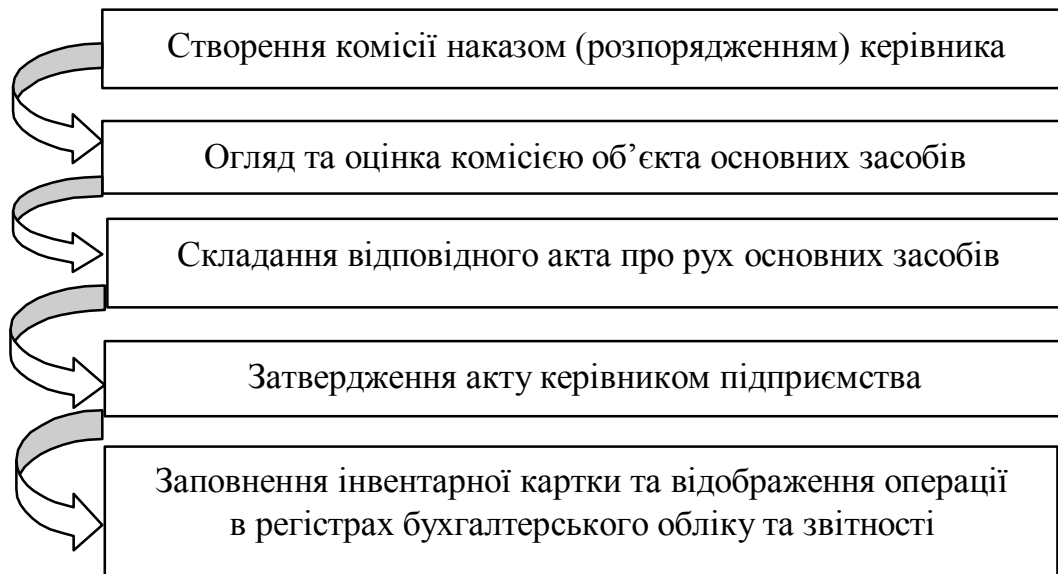 Створення комісії наказом (розпорядженням) керівника
Огляд та оцінка комісією об’єкта основних засобів
Складання відповідного акта про рух основних засобів
Затвердження акту керівником підприємства
Заповнення інвентарної картки та відображення операції
в регістрах бухгалтерського обліку та звітності